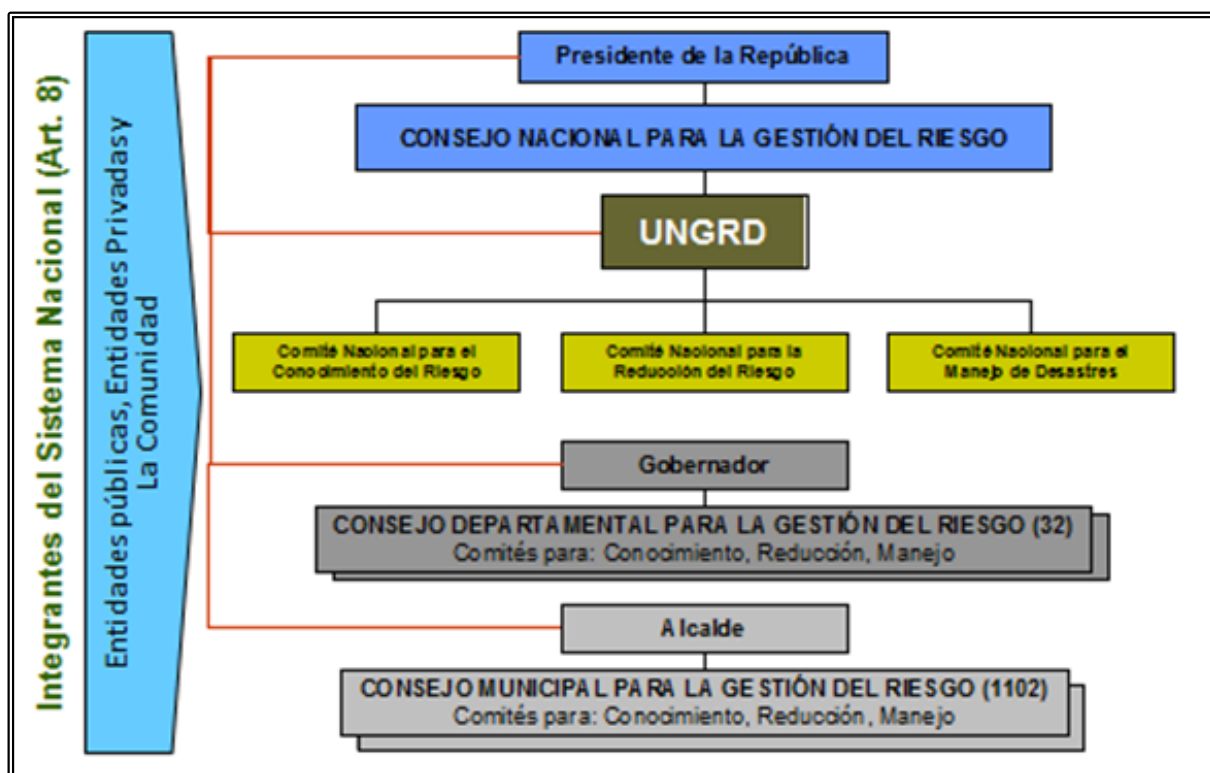 Integrantes del Sistema Nacional (Art. 8)
Entidades públicas, Entidades Privadasy
La Comunidad
Presidente de la República
CONSEJO NACIONAL PARA LA GESTIÓN DEL RIESGO
UNGRD
Comité Nacional para el
Conocimiento del Riesgo
Comité Nacional para la
Reducción del Riesgo
Comité Nacional para el
Manejo de Desastres
Gobernador
CONSEJO DEPARTAMENTAL PARA LA GESTIÓN DEL RIESGO (32)
Comités para: Conocimiento, Reducción, Manejo
Alcalde
CONSEJO MUNICIPAL PARA LA GESTIÓN DEL RIESGO (1102)
Comités para: Conocimiento, Reducción, Manejo